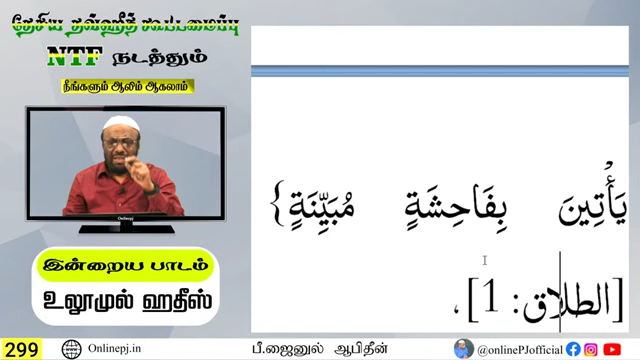 தேசிய தவ்ஹீத் கூட்டமைப்பு
NTF நடத்தும்
நீங்களும் ஆலிம் ஆகலாம்
Onlinepj
இன்றைய பாடம்
உலூமுல் ஹதீஸ்
يَأْتِينَ بِفَاحِشَةٍ مُبَيِّنَةٍ}
[الطلاق: 1]،
299
Onlinepj.in
பீ.ஜைனுல் ஆபிதீன்
@onlinePJofficial